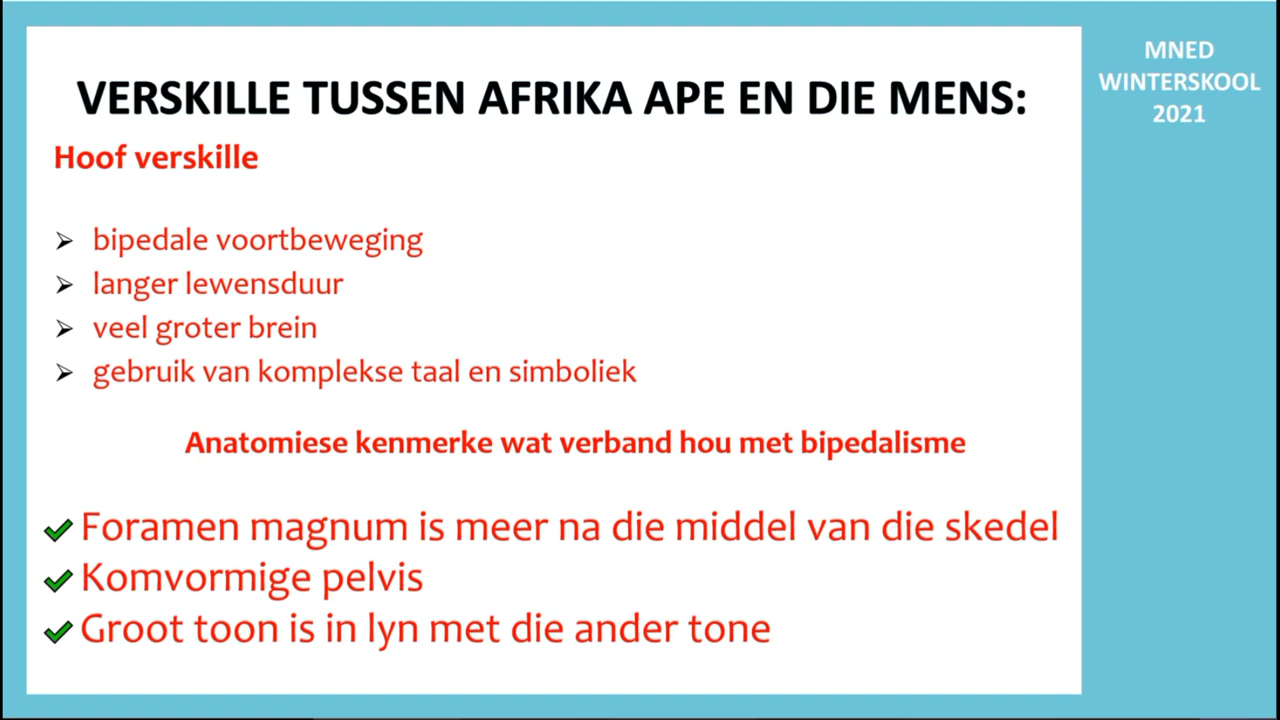 VERSKILLE TUSSEN AFRIKA APE EN DIE MENS:
Hoof verskille
bipedale voortbeweging
langer lewensduur
veel groter brein
gebruik van komplekse taal en simboliek
Anatomiese kenmerke wat verband hou met bipedalisme
Foramen magnum is meer na die middel van die skedel
Komvormige pelvis
Groot toon is in lyn met die ander tone
MNED
WINTERSKOOL
2021